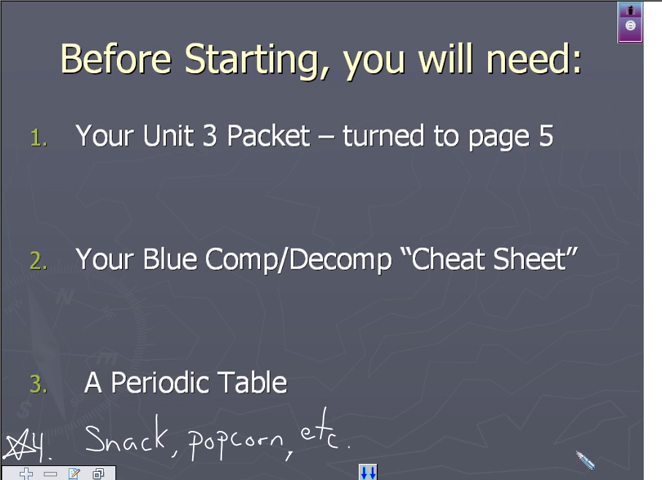 Before Starting, you will need:
1. Your Unit 3 Packet – turned to page 5
2. Your Blue Comp/Decomp “Cheat Sheet”
3. A Periodic Table
☆4. Snack, popcorn, etc.